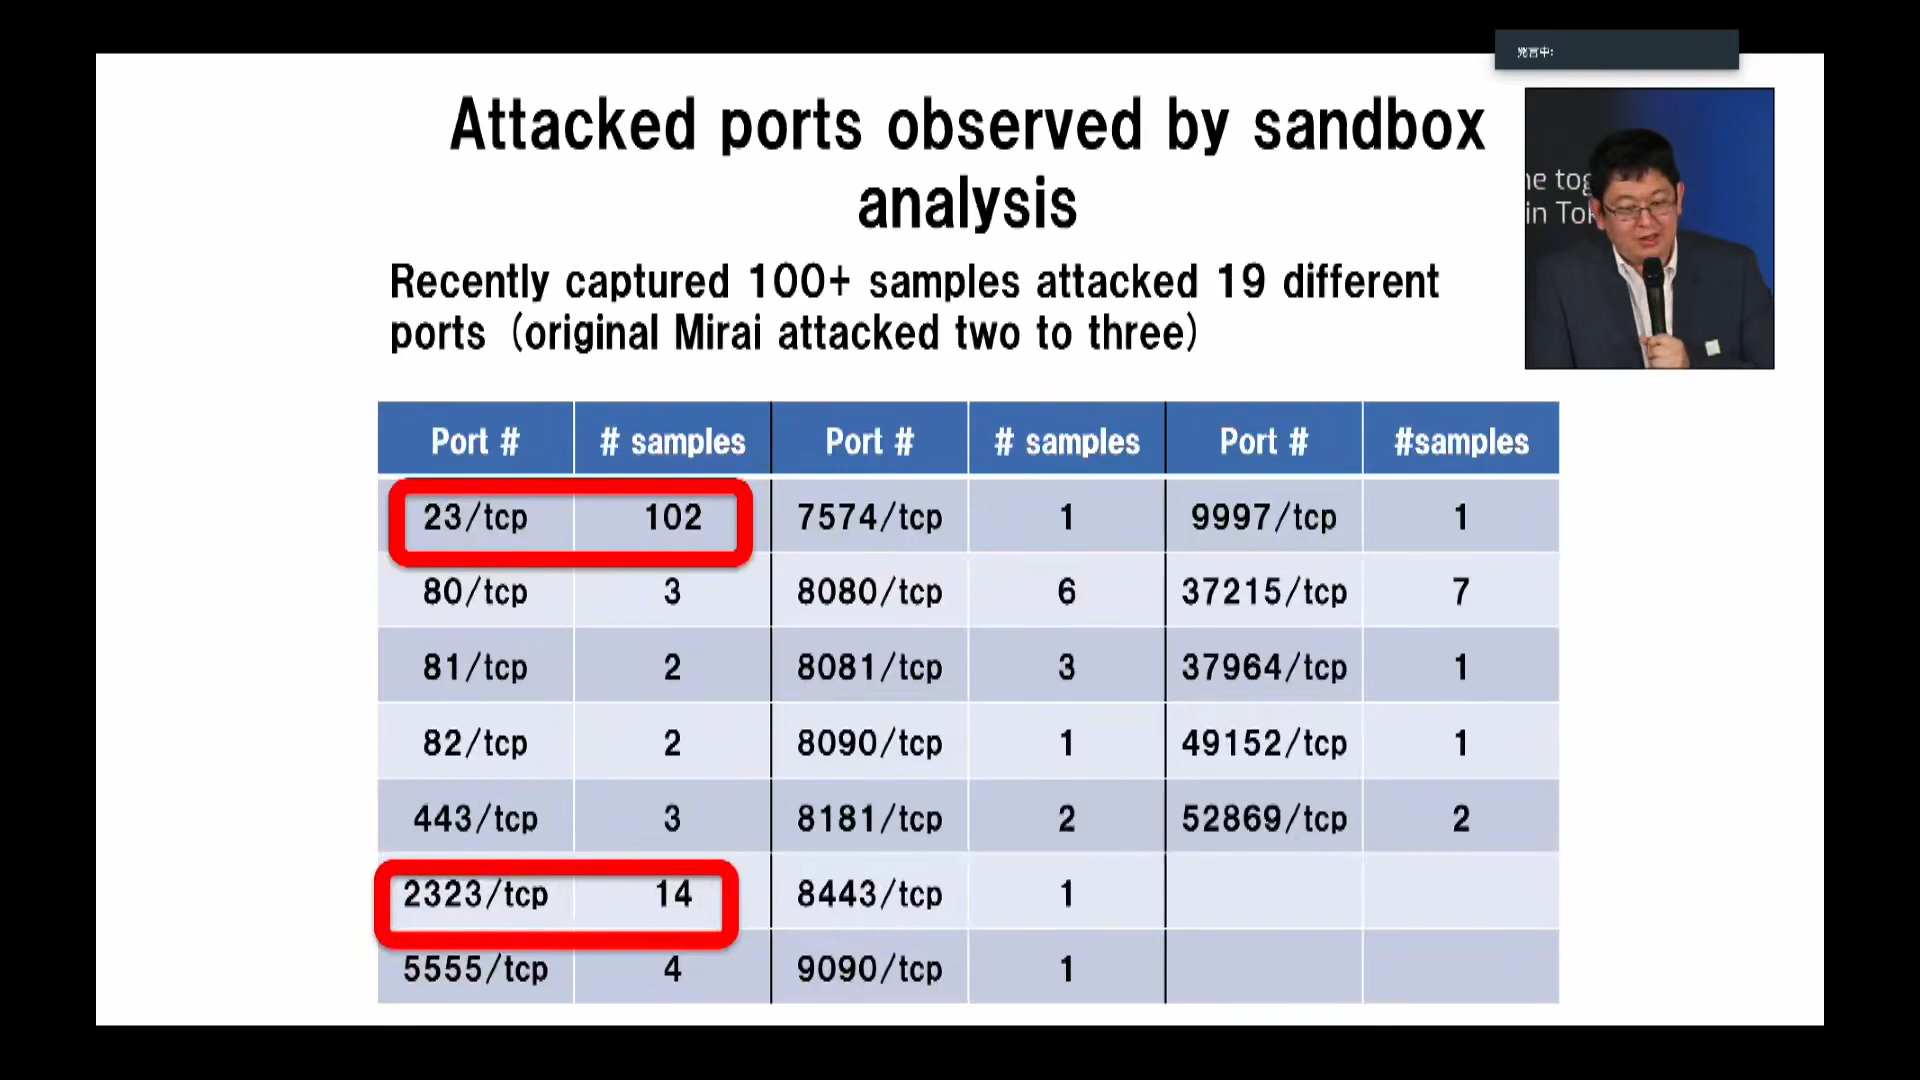 発言中:
Attacked ports observed by sandbox
analysis
Recently captured 100+ samples attacked 19 different
ports (original Mirai attacked two to three)
Port # # samples Port # # samples Port # #samples
23/tcp 102 7574/tcp 1 9997/tcp 1
80/tcp 3 8080/tcp 6 37215/tcp 7
81/tcp 2 8081/tcp 3 37964/tcp 1
82/tcp 2 8090/tcp 1 49152/tcp 1
443/tcp 3 8181/tcp 2 52869/tcp 2
2323/tcp 14 8443/tcp 1
5555/tcp 4 9090/tcp 1
in